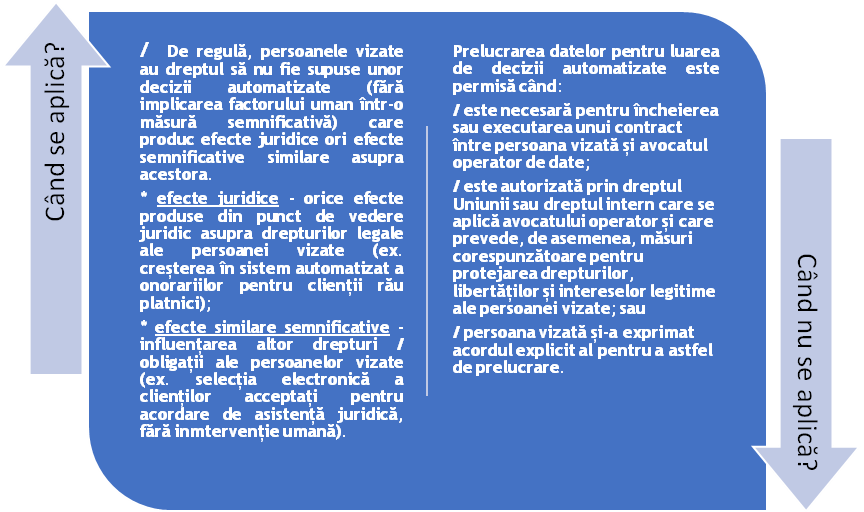 Când se aplică?
/ De regulă, persoanele vizate
au dreptul să nu fie supuse unor
decizii automatizate (fără
implicarea factorului uman într-o
măsură semnificativă) care
produc efecte juridice ori efecte
semnificative similare asupra
acestora.
* efecte juridice - orice efecte
produse din punct de vedere
juridic asupra drepturilor legale
ale persoanei vizate (ex.
creșterea în sistem automatizat a
onorariilor pentru clienții rău
platnici);
* efecte similare semnificative -
influențarea altor drepturi /
obligații ale persoanelor vizate
(ex. selecția electronică a
clienților acceptați pentru
acordare de asistență juridică,
fără inmtervenție umană).
Prelucrarea datelor pentru luarea
de decizii automatizate este
permisă când:
/ este necesară pentru încheierea
sau executarea unui contract
între persoana vizată și avocatul
operator de date;
/ este autorizată prin dreptul
Uniunii sau dreptul intern care se
aplică avocatului operator și care
prevede, de asemenea, măsuri
corespunzătoare pentru
protejarea drepturilor,
libertăților și intereselor legitime
ale persoanei vizate; sau
/ persoana vizată și-a exprimat
acordul explicit al pentru a astfel
de prelucrare.
Când nu se aplică?